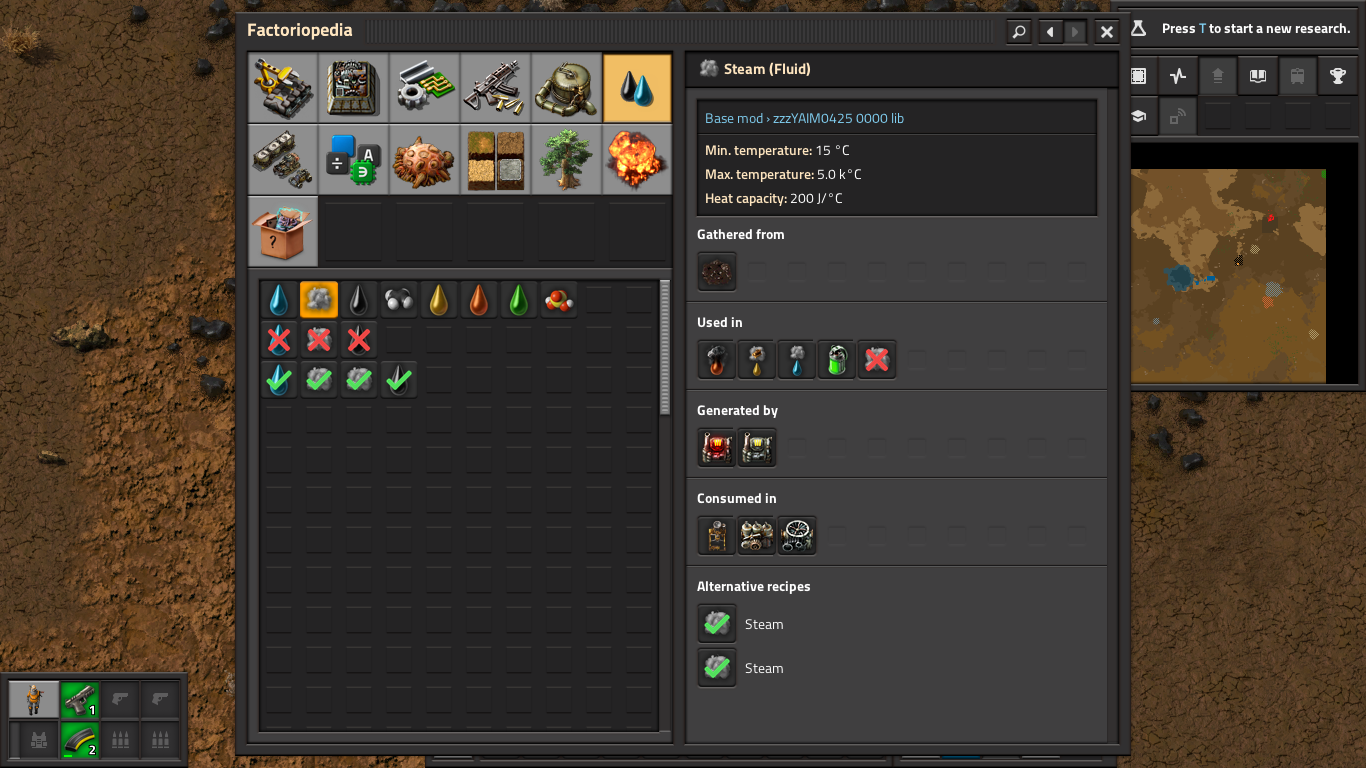 Factoriopedia
Press T to start a new research.
Steam (Fluid)
Base mod › zzzYAIM0425 0000 lib
Min. temperature: 15 °C
Max. temperature: 5.0 k°C
Heat capacity: 200 J/°C
Gathered from
Used in
Generated by
Consumed in
Alternative recipes
Steam
Steam
÷
A
Э
?
1
2